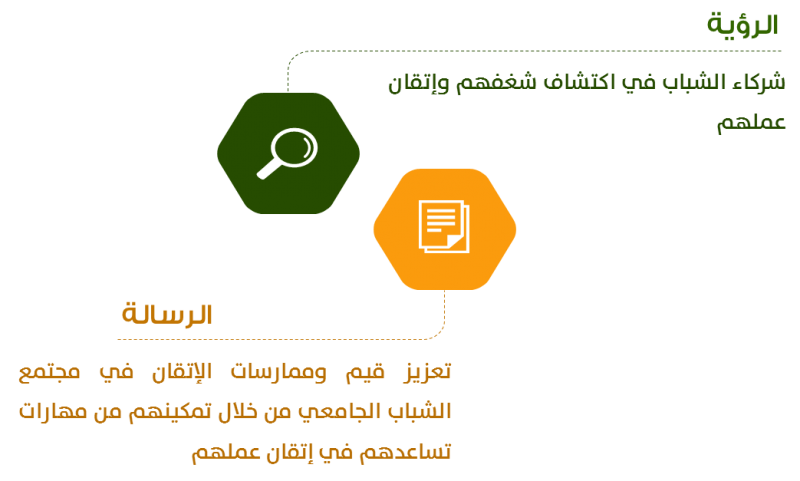 الرؤية
شركاء الشباب في اكتشاف شغفهم وإتقان
عملهم
الرسالة
تعزيز قيم وممارسات الإتقان في مجتمع
الشباب الجامعي من خلال تمكينهم من مهارات
تساعدهم في إتقان عملهم